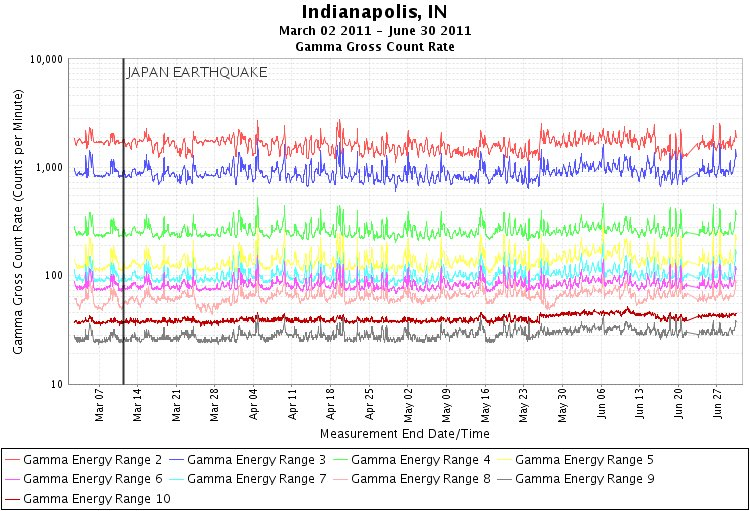 Indianapolis, IN
March 02 2011 - June 30 2011
Gamma Gross Count Rate
10,000
JAPAN EARTHQUAKE
1,000
100
10
Gamma Gross Count Rate (Counts per Minute)
Mar 07 Mar 14 Mar 21 Mar 28 Apr 04 Apr 11 Apr 18 Apr 25 May 02 May 09 May 16 May 23 May 30 Jun 06 Jun 13 Jun 20 Jun 27
Measurement End Date/Time
Gamma Energy Range 2 Gamma Energy Range 3 Gamma Energy Range 4 Gamma Energy Range 5
Gamma Energy Range 6 Gamma Energy Range 7 Gamma Energy Range 8 Gamma Energy Range 9
Gamma Energy Range 10